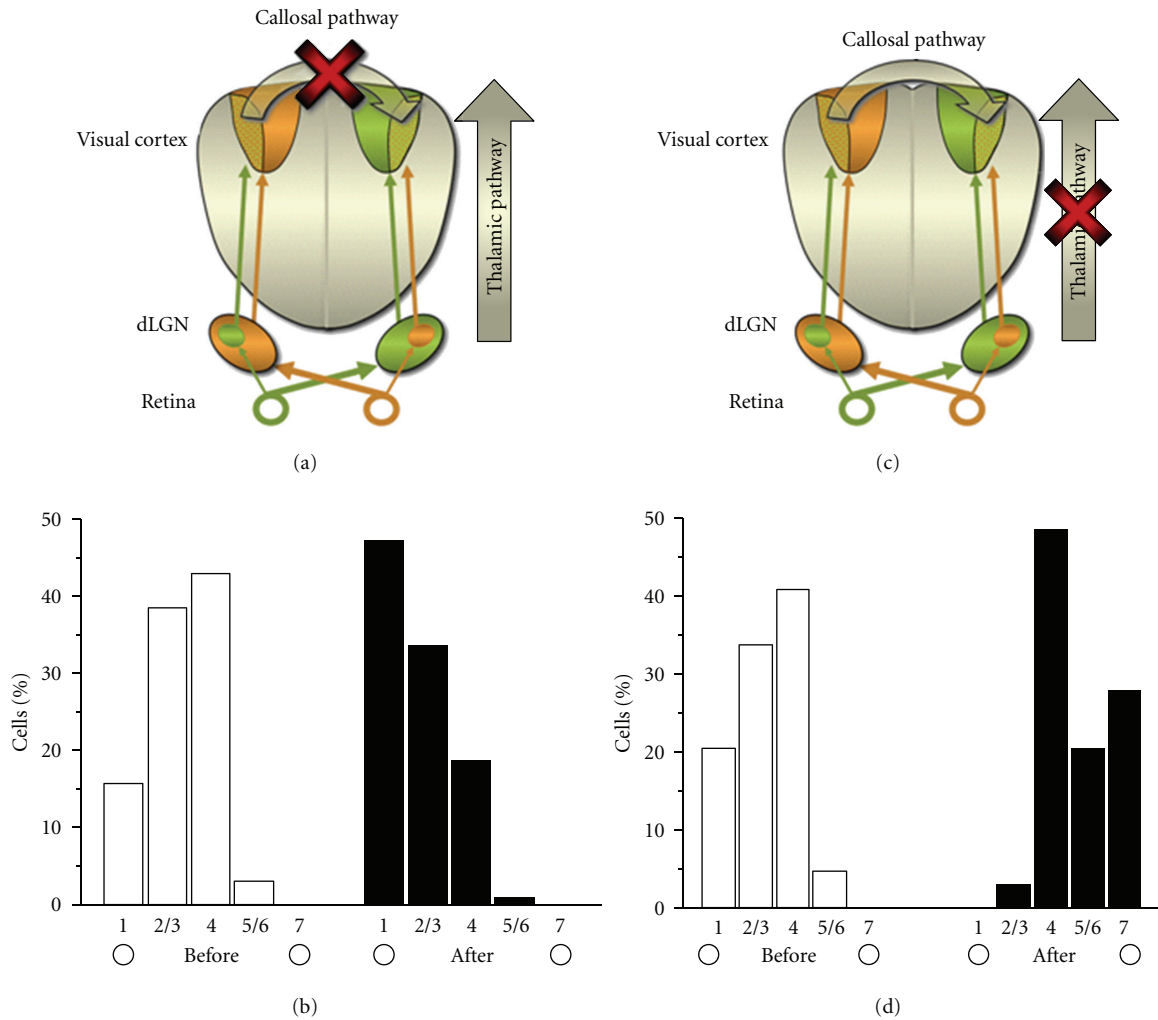 Callosal pathway
Visual cortex
Thalamic pathway
dLGN
Retina
(a)
Callosal pathway
Visual cortex
dLGN
Retina
(c)
50
40
30
20
10
0
Cells (%)
1 2/3 4 5/6 7 1 2/3 4 5/6 7
Before After
(b)
50
40
30
20
10
0
Cells (%)
1 2/3 4 5/6 7 1 2/3 4 5/6 7
Before After
(d)